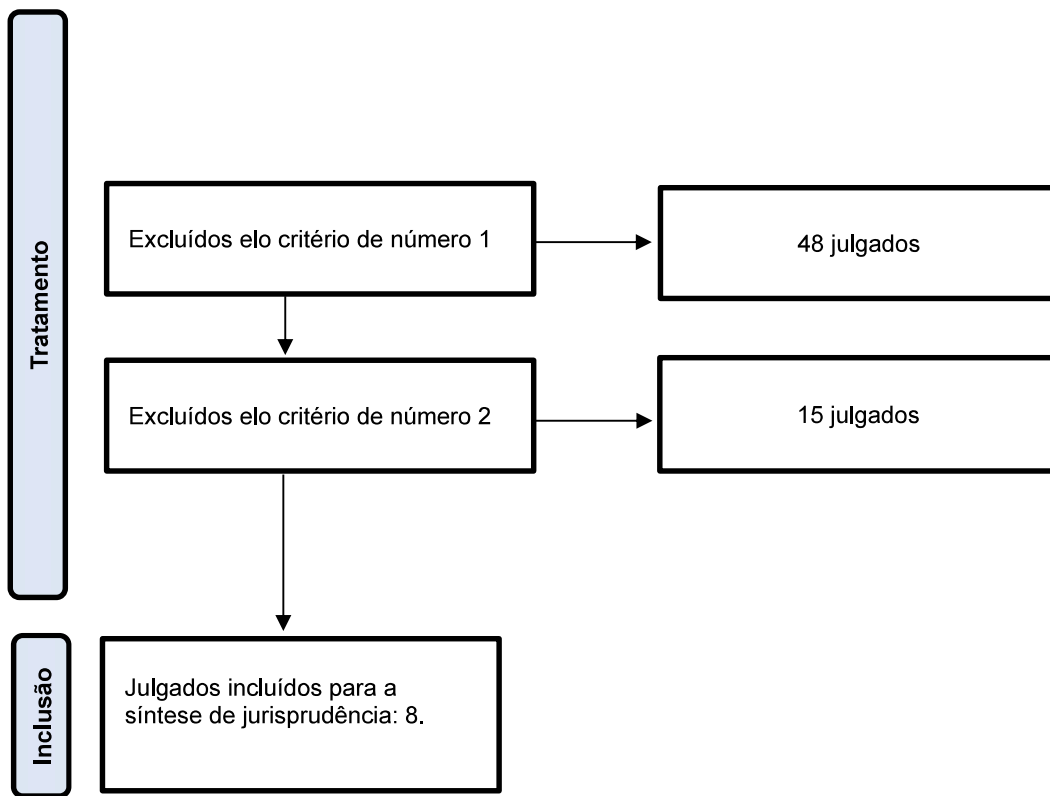 Tratamento
Excluídos elo critério de número 1
48 julgados
Excluídos elo critério de número 2
15 julgados
Inclusão
Julgados incluídos para a
síntese de jurisprudência: 8.